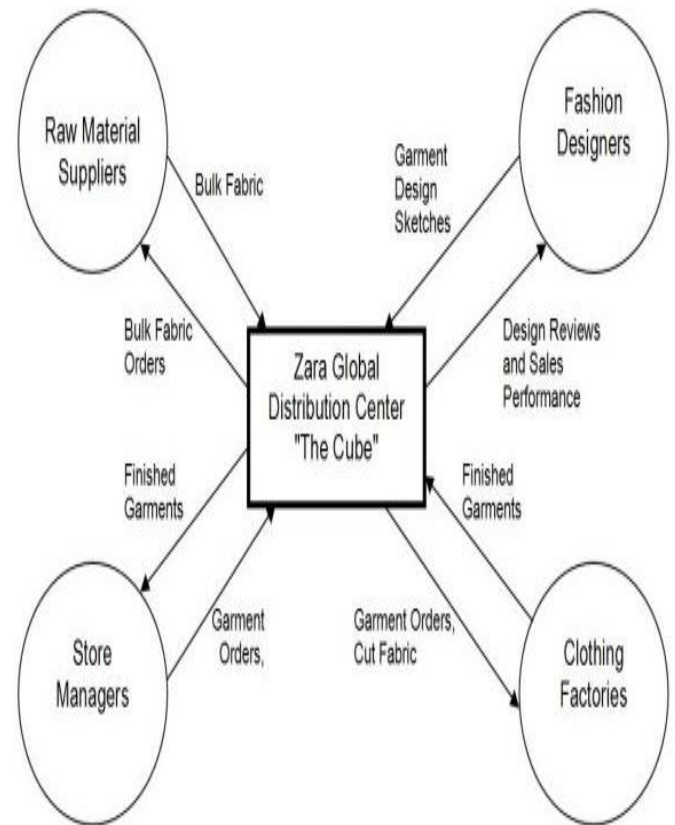 Raw Material
Suppliers
Fashion
Designers
Bulk Fabric
Garment
Design
Sketches
Bulk Fabric
Orders
Zara Global
Distribution Center
"The Cube"
Design Reviews
and Sales
Performance
Finished
Garments
Finished
Garments
Store
Managers
Garment
Orders,
Garment Orders,
Cut Fabric
Clothing
Factories